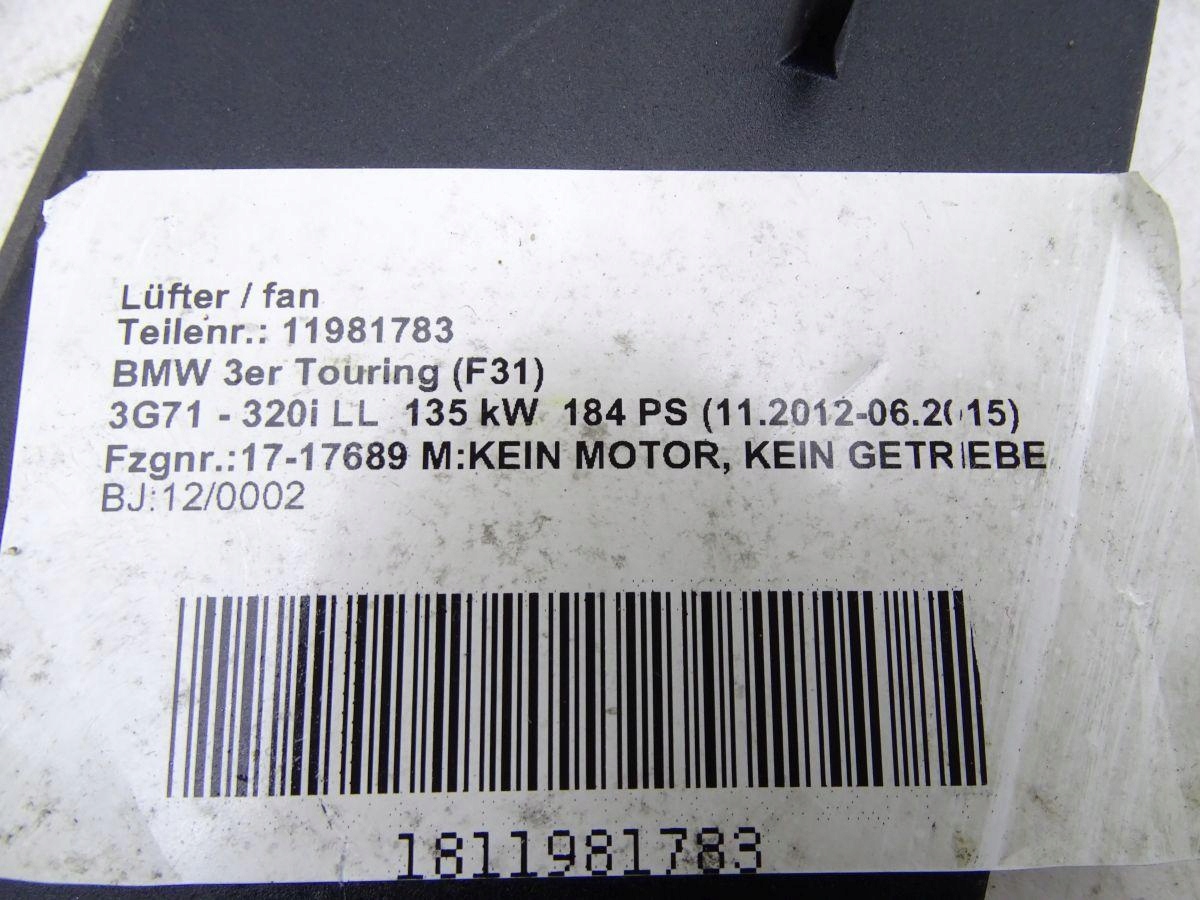 Lüfter / fan
Teilenr.: 11981783
BMW 3er Touring (F31)
3G71 - 320i LL 135 kW 184 PS (11.2012-06.2015)
Fzgnr.:17-17689 M:KEIN MOTOR, KEIN GETRIEBE
BJ:12/0002
1811981783